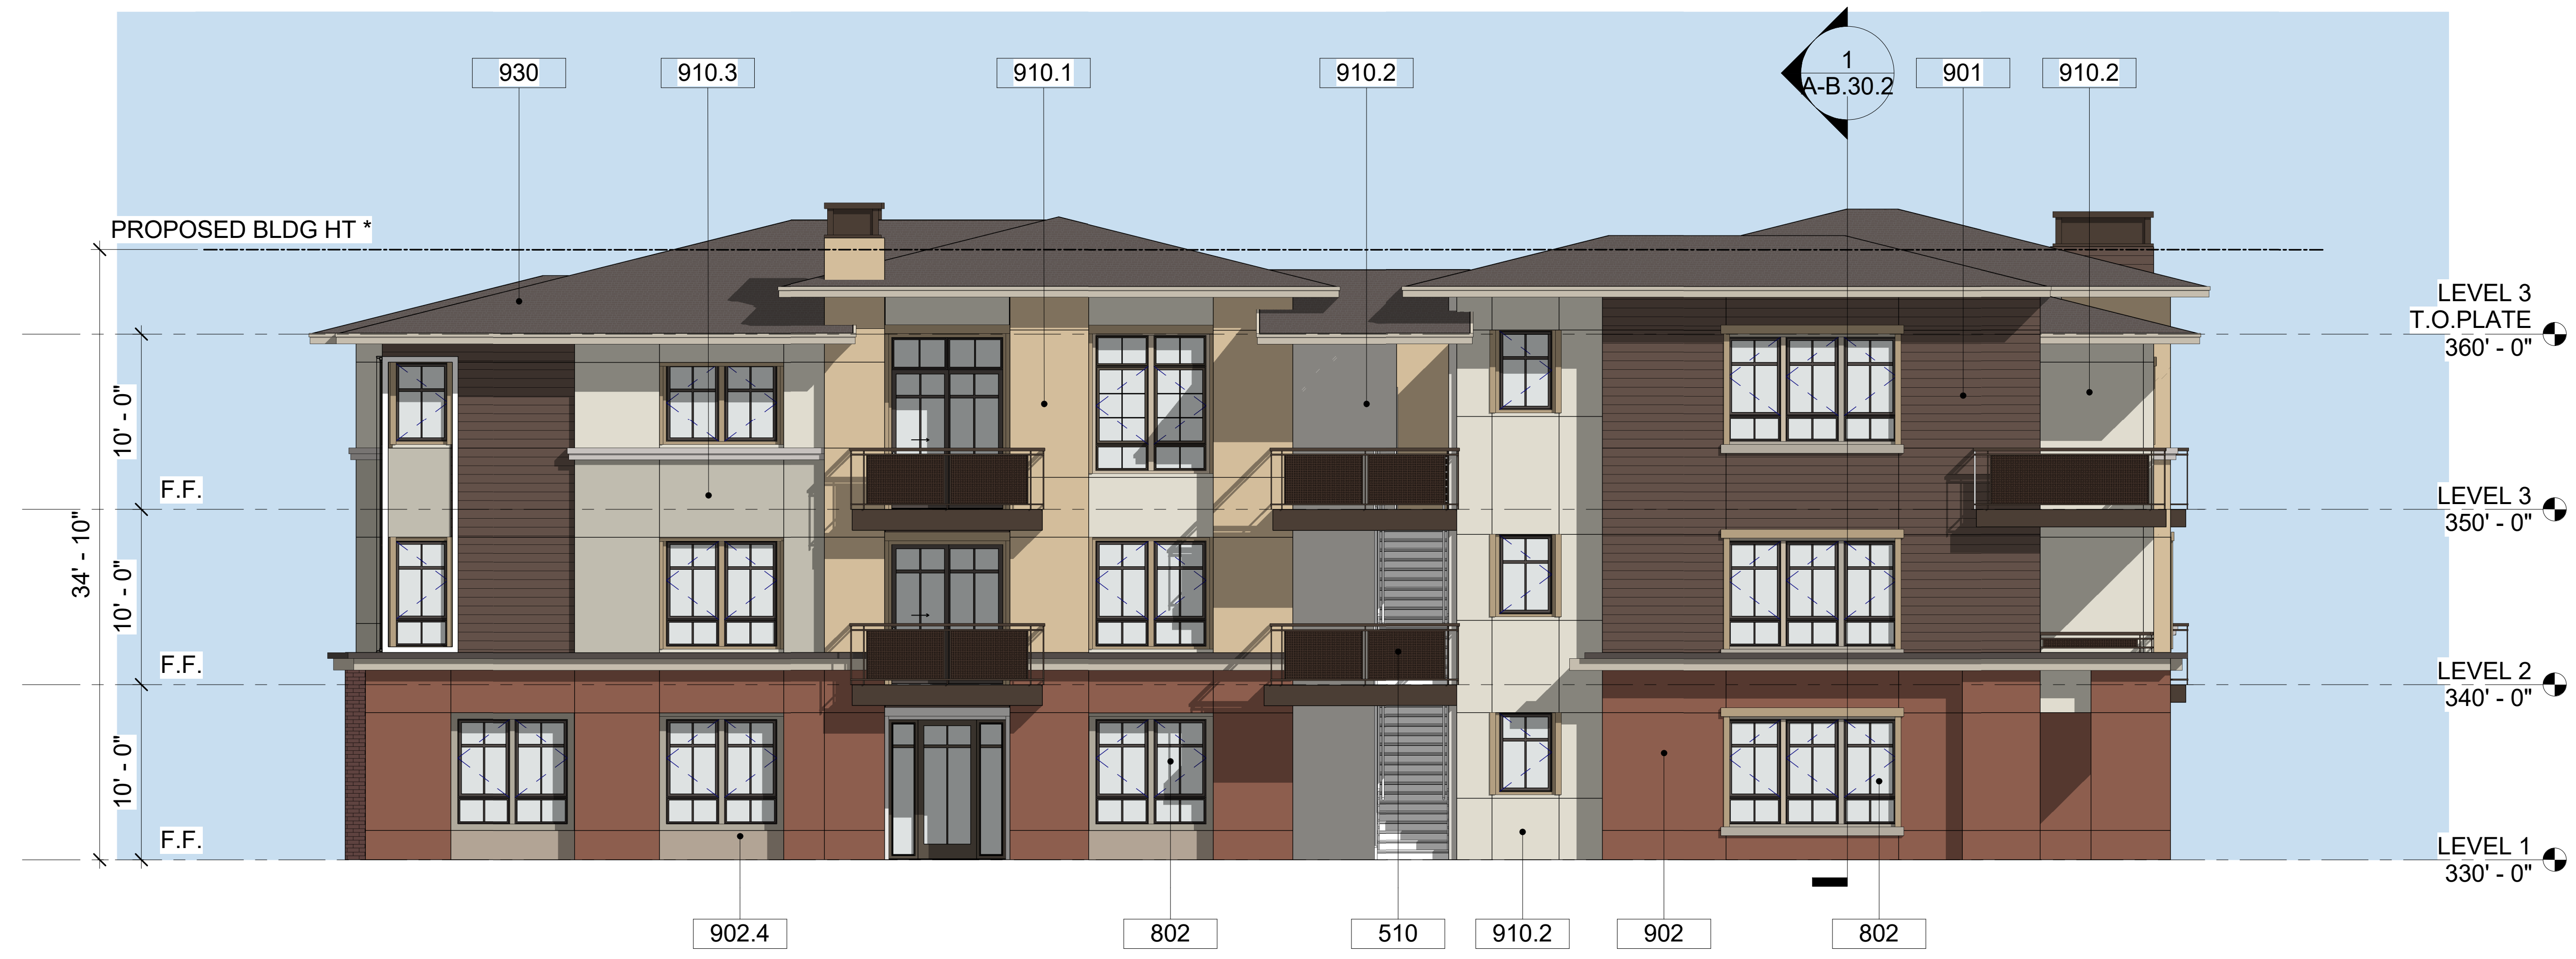 930
910.3
910.1
910.2
1
A-B.30.2
901
910.2
PROPOSED BLDG HT *
LEVEL 3
T.O.PLATE
360' - 0"
10' - 0"
F.F.
LEVEL 3
350' - 0"
34' - 10"
10' - 0"
F.F.
LEVEL 2
340' - 0"
10' - 0"
F.F.
LEVEL 1
330' - 0"
902.4
802
510
910.2
902
802